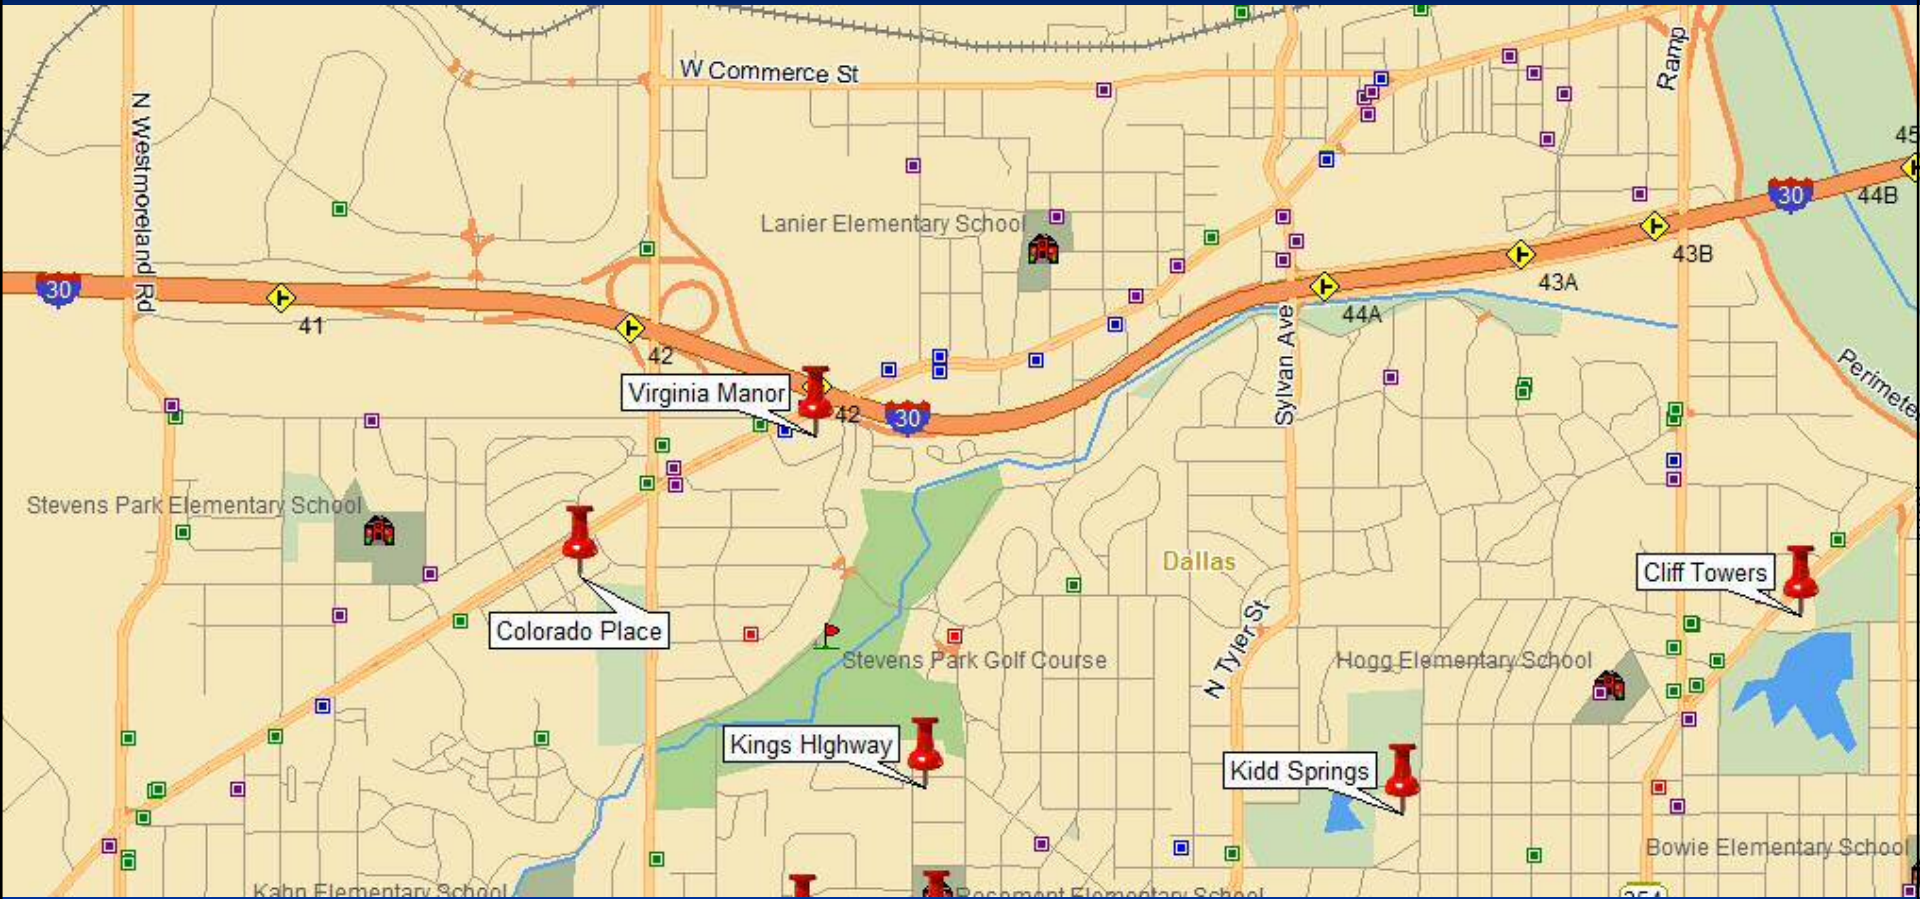 W Commerce St
Ramp
N Westmoreland Rd
45
30
44B
Lanier Elementary School
43B
43A
30
41
44A
42
Virginia Manor
42
30
Sylvan Ave
Perimete
Stevens Park Elementary School
Dallas
Cliff Towers
Colorado Place
N Tyler St
Stevens Park Golf Course
Hogg Elementary School
Kings HIghway
Kidd Springs
Bowie Elementary School
Kahn Elementary School
Rosemont Elementary School
354